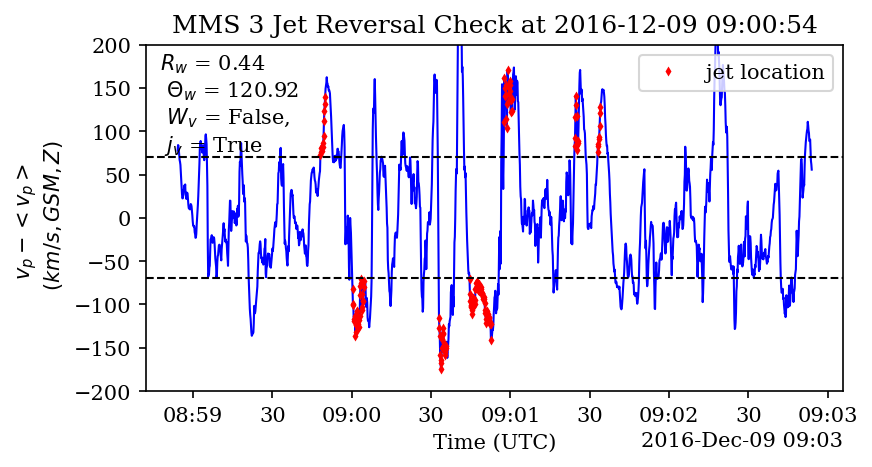 MMS 3 Jet Reversal Check at 2016-12-09 09:00:54
R_w = 0.44
Θ_w = 120.92
W_v = False,
j_v = True
jet location
v_p − <v_p>
(km/s, GSM, Z)
200
150
100
50
0
−50
−100
−150
−200
08:59 30 09:00 30 09:01 30 09:02 30 09:03
Time (UTC)
2016-Dec-09 09:03